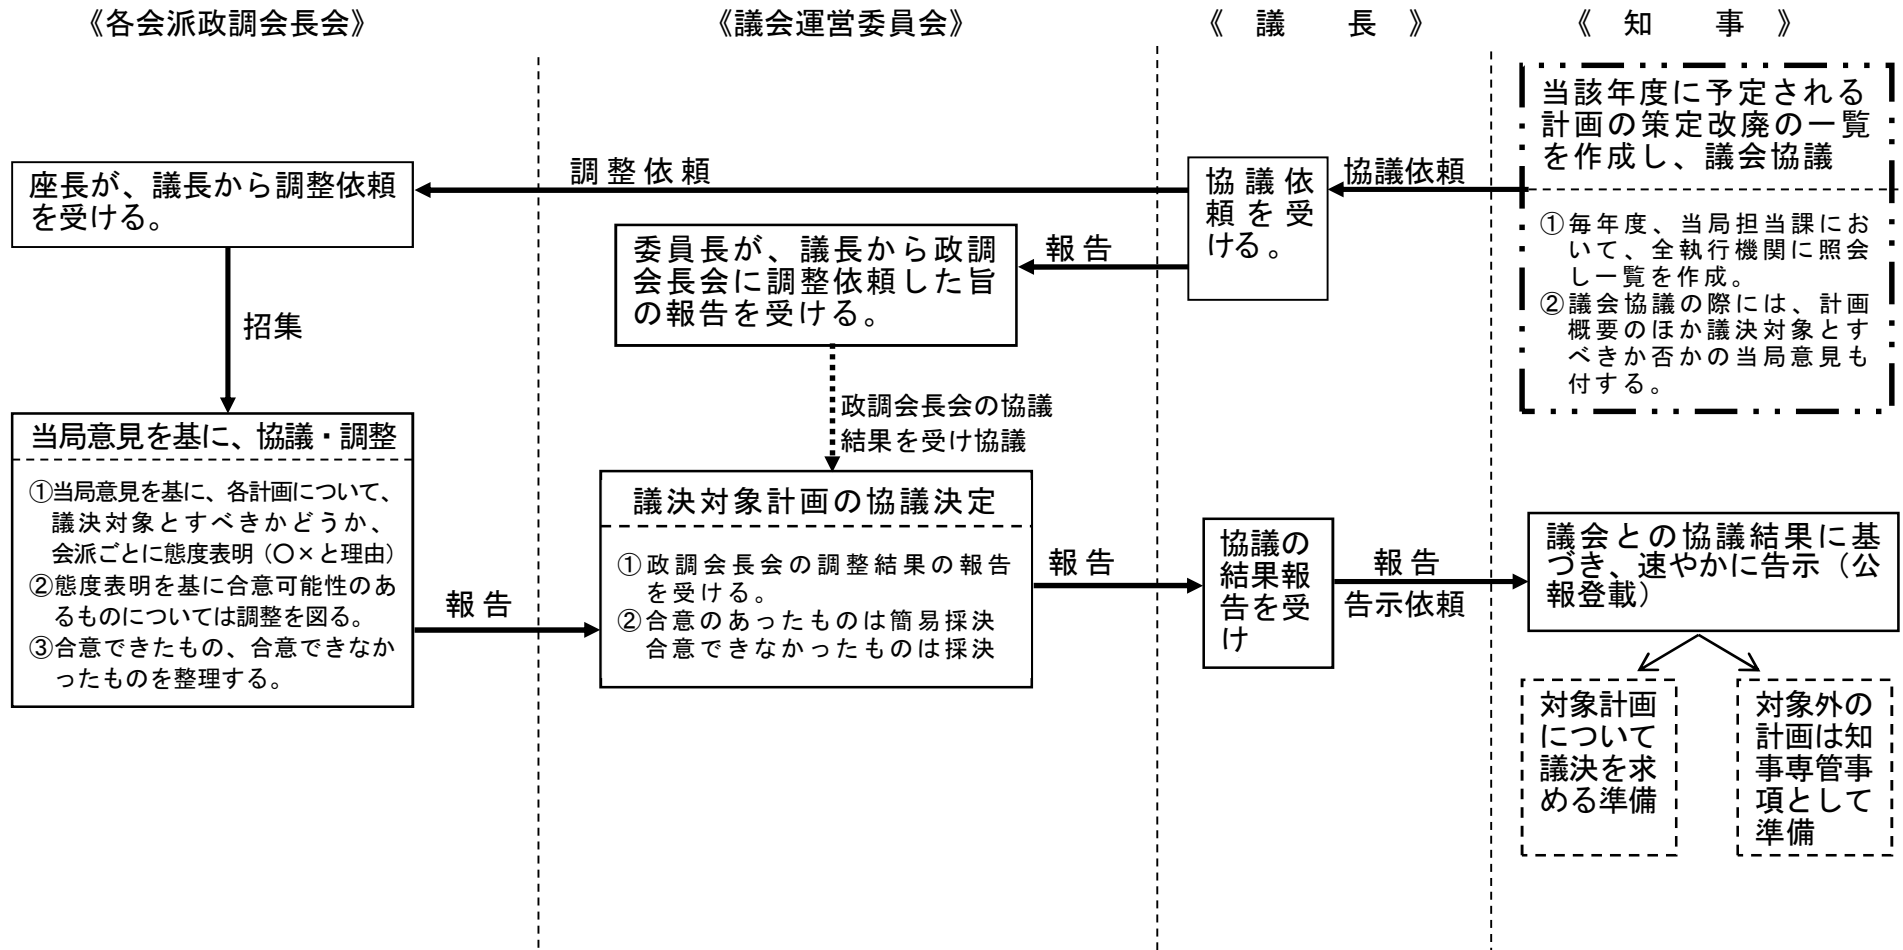 《各会派政調会長会》
《議会運営委員会》
《 議 長 》
《 知 事 》
当該年度に予定される
計画の策定改廃の一覧
を作成し、議会協議
①毎年度、当局担当課にお
いて、全執行機関に照会
し一覧を作成。
②議会協議の際には、計画
概要のほか議決対象とす
べきか否かの当局意見も
付する。
協議依頼
協議依
頼を受
ける。
調整依頼
座長が、議長から調整依頼
を受ける。
報告
委員長が、議長から政調
会長会に調整依頼した旨
の報告を受ける。
招集
政調会長会の協議
結果を受け協議
当局意見を基に、協議・調整
①当局意見を基に、各計画について、
議決対象とすべきかどうか、
会派ごとに態度表明（○×と理由）
②態度表明を基に合意可能性のあ
るものについては調整を図る。
③合意できたもの、合意できなか
ったものを整理する。
報告
議決対象計画の協議決定
①政調会長会の調整結果の報告
を受ける。
②合意のあったものは簡易採決
合意できなかったものは採決
報告
協議の
結果報
告を受
け
報告
告示依頼
議会との協議結果に基
づき、速やかに告示（公
報登載）
対象計画
について
議決を求
める準備
対象外の
計画は知
事専管事
項として
準備